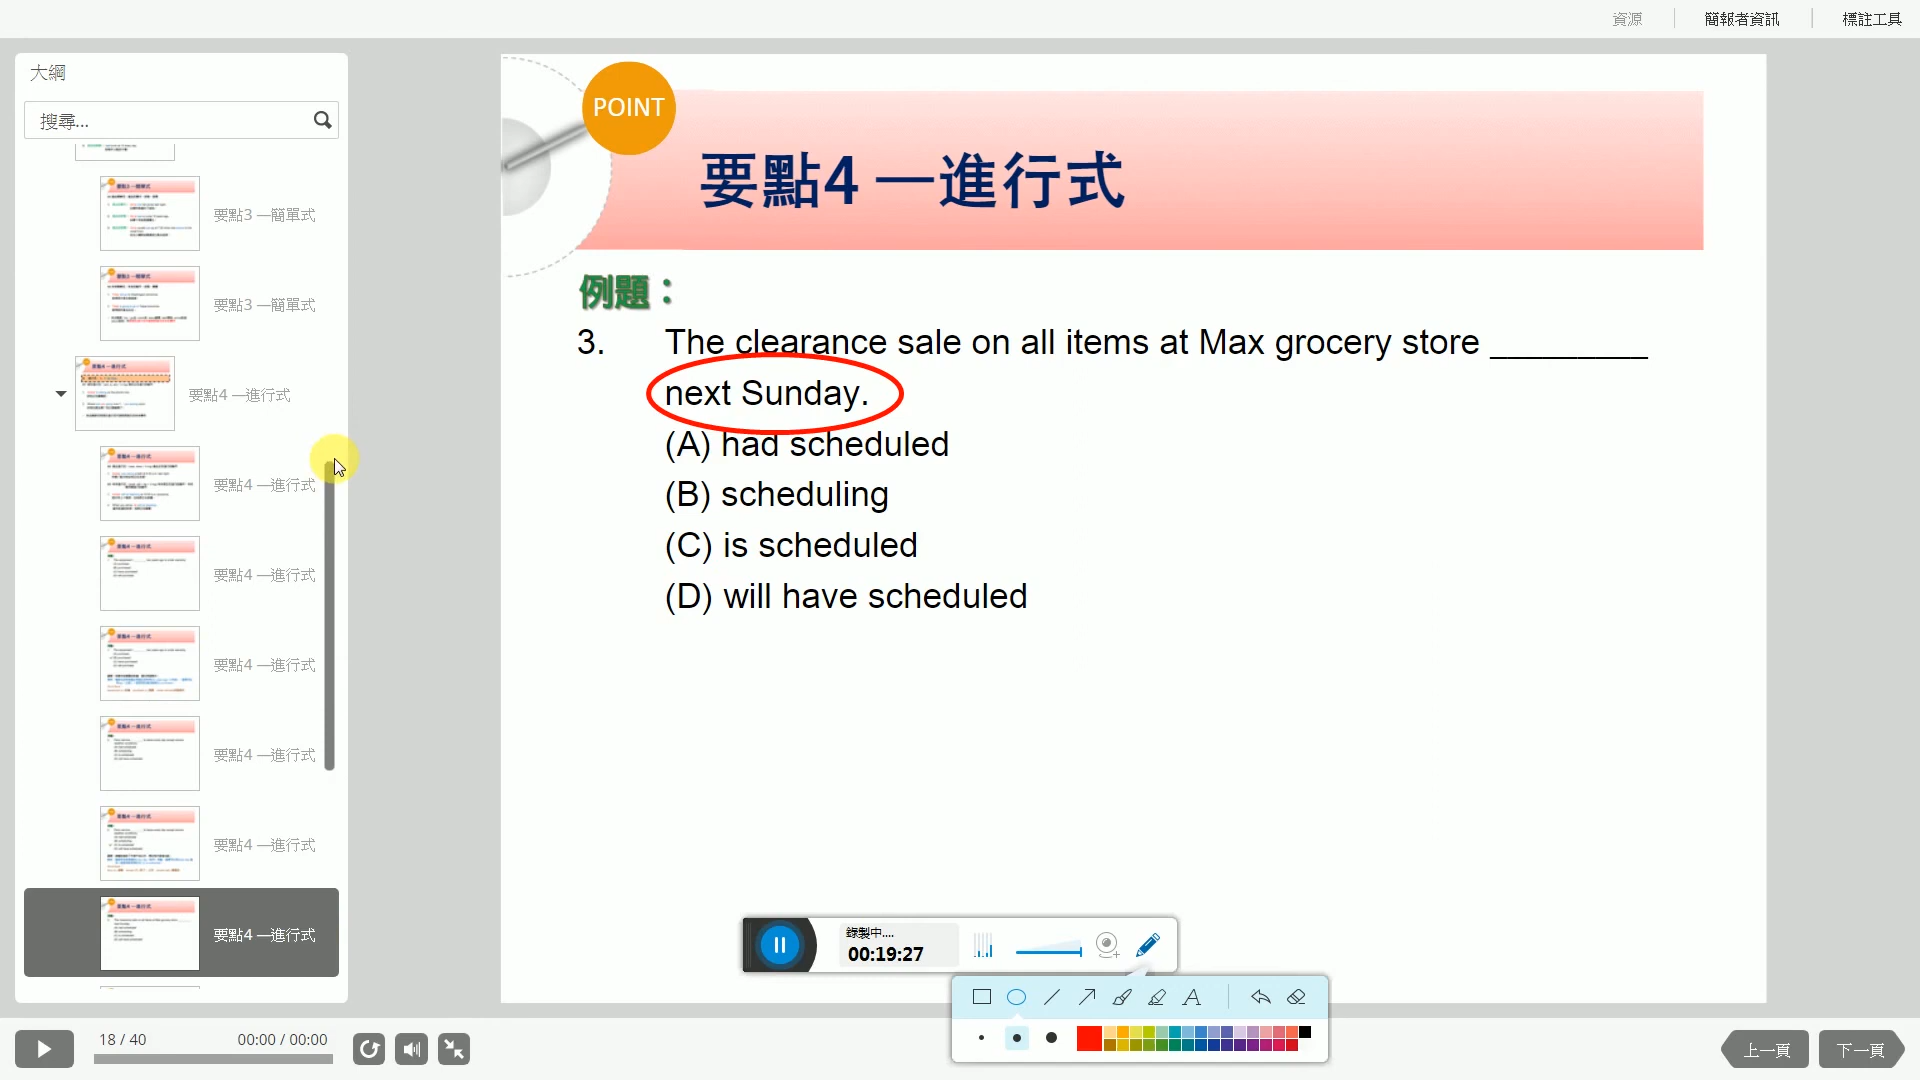 資源
簡報者資訊
標註工具
大綱
搜尋...
要點3 —簡單式
要點3 —簡單式
要點4 —進行式
要點4 —進行式
要點4 —進行式
要點4 —進行式
要點4 —進行式
要點4 —進行式
要點4 —進行式
POINT
要點4 —進行式
例題：
3. The clearance sale on all items at Max grocery store ________
next Sunday.
(A) had scheduled
(B) scheduling
(C) is scheduled
(D) will have scheduled
錄製中....
00:19:27
A
18 / 40
00:00 / 00:00
上一頁
下一頁